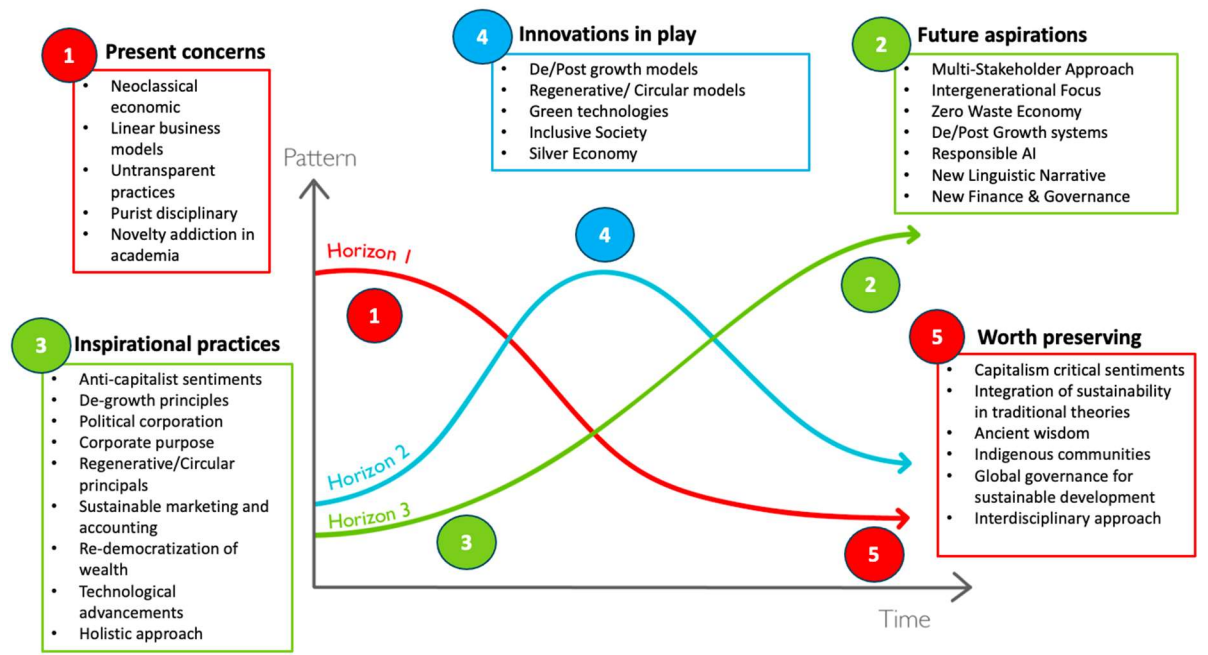 1
Present concerns
• Neoclassical
economic
• Linear business
models
• Untransparent
practices
• Purist disciplinary
• Novelty addiction in
academia
4
Innovations in play
• De/Post growth models
• Regenerative/ Circular models
• Green technologies
• Inclusive Society
• Silver Economy
2
Future aspirations
• Multi-Stakeholder Approach
• Intergenerational Focus
• Zero Waste Economy
• De/Post Growth systems
• Responsible AI
• New Linguistic Narrative
• New Finance & Governance
3
Inspirational practices
• Anti-capitalist sentiments
• De-growth principles
• Political corporation
• Corporate purpose
• Regenerative/Circular
principals
• Sustainable marketing and
accounting
• Re-democratization of
wealth
• Technological
advancements
• Holistic approach
Pattern
Horizon 1
1
4
2
Horizon 2
Horizon 3
3
5
Time
5
Worth preserving
• Capitalism critical sentiments
• Integration of sustainability
in traditional theories
• Ancient wisdom
• Indigenous communities
• Global governance for
sustainable development
• Interdisciplinary approach